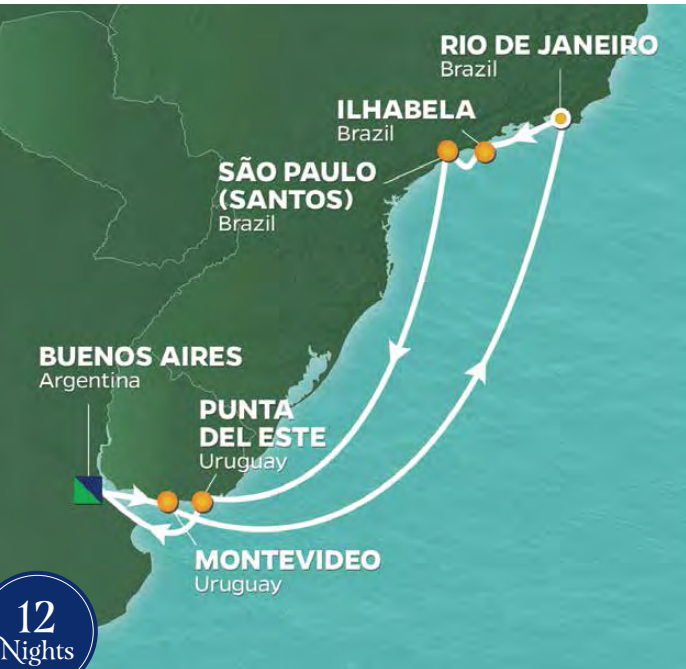 RIO DE JANEIRO
Brazil
ILHABELA
Brazil
SÃO PAULO
(SANTOS)
Brazil
BUENOS AIRES
Argentina
PUNTA
DEL ESTE
Uruguay
MONTEVIDEO
Uruguay
12
Nights